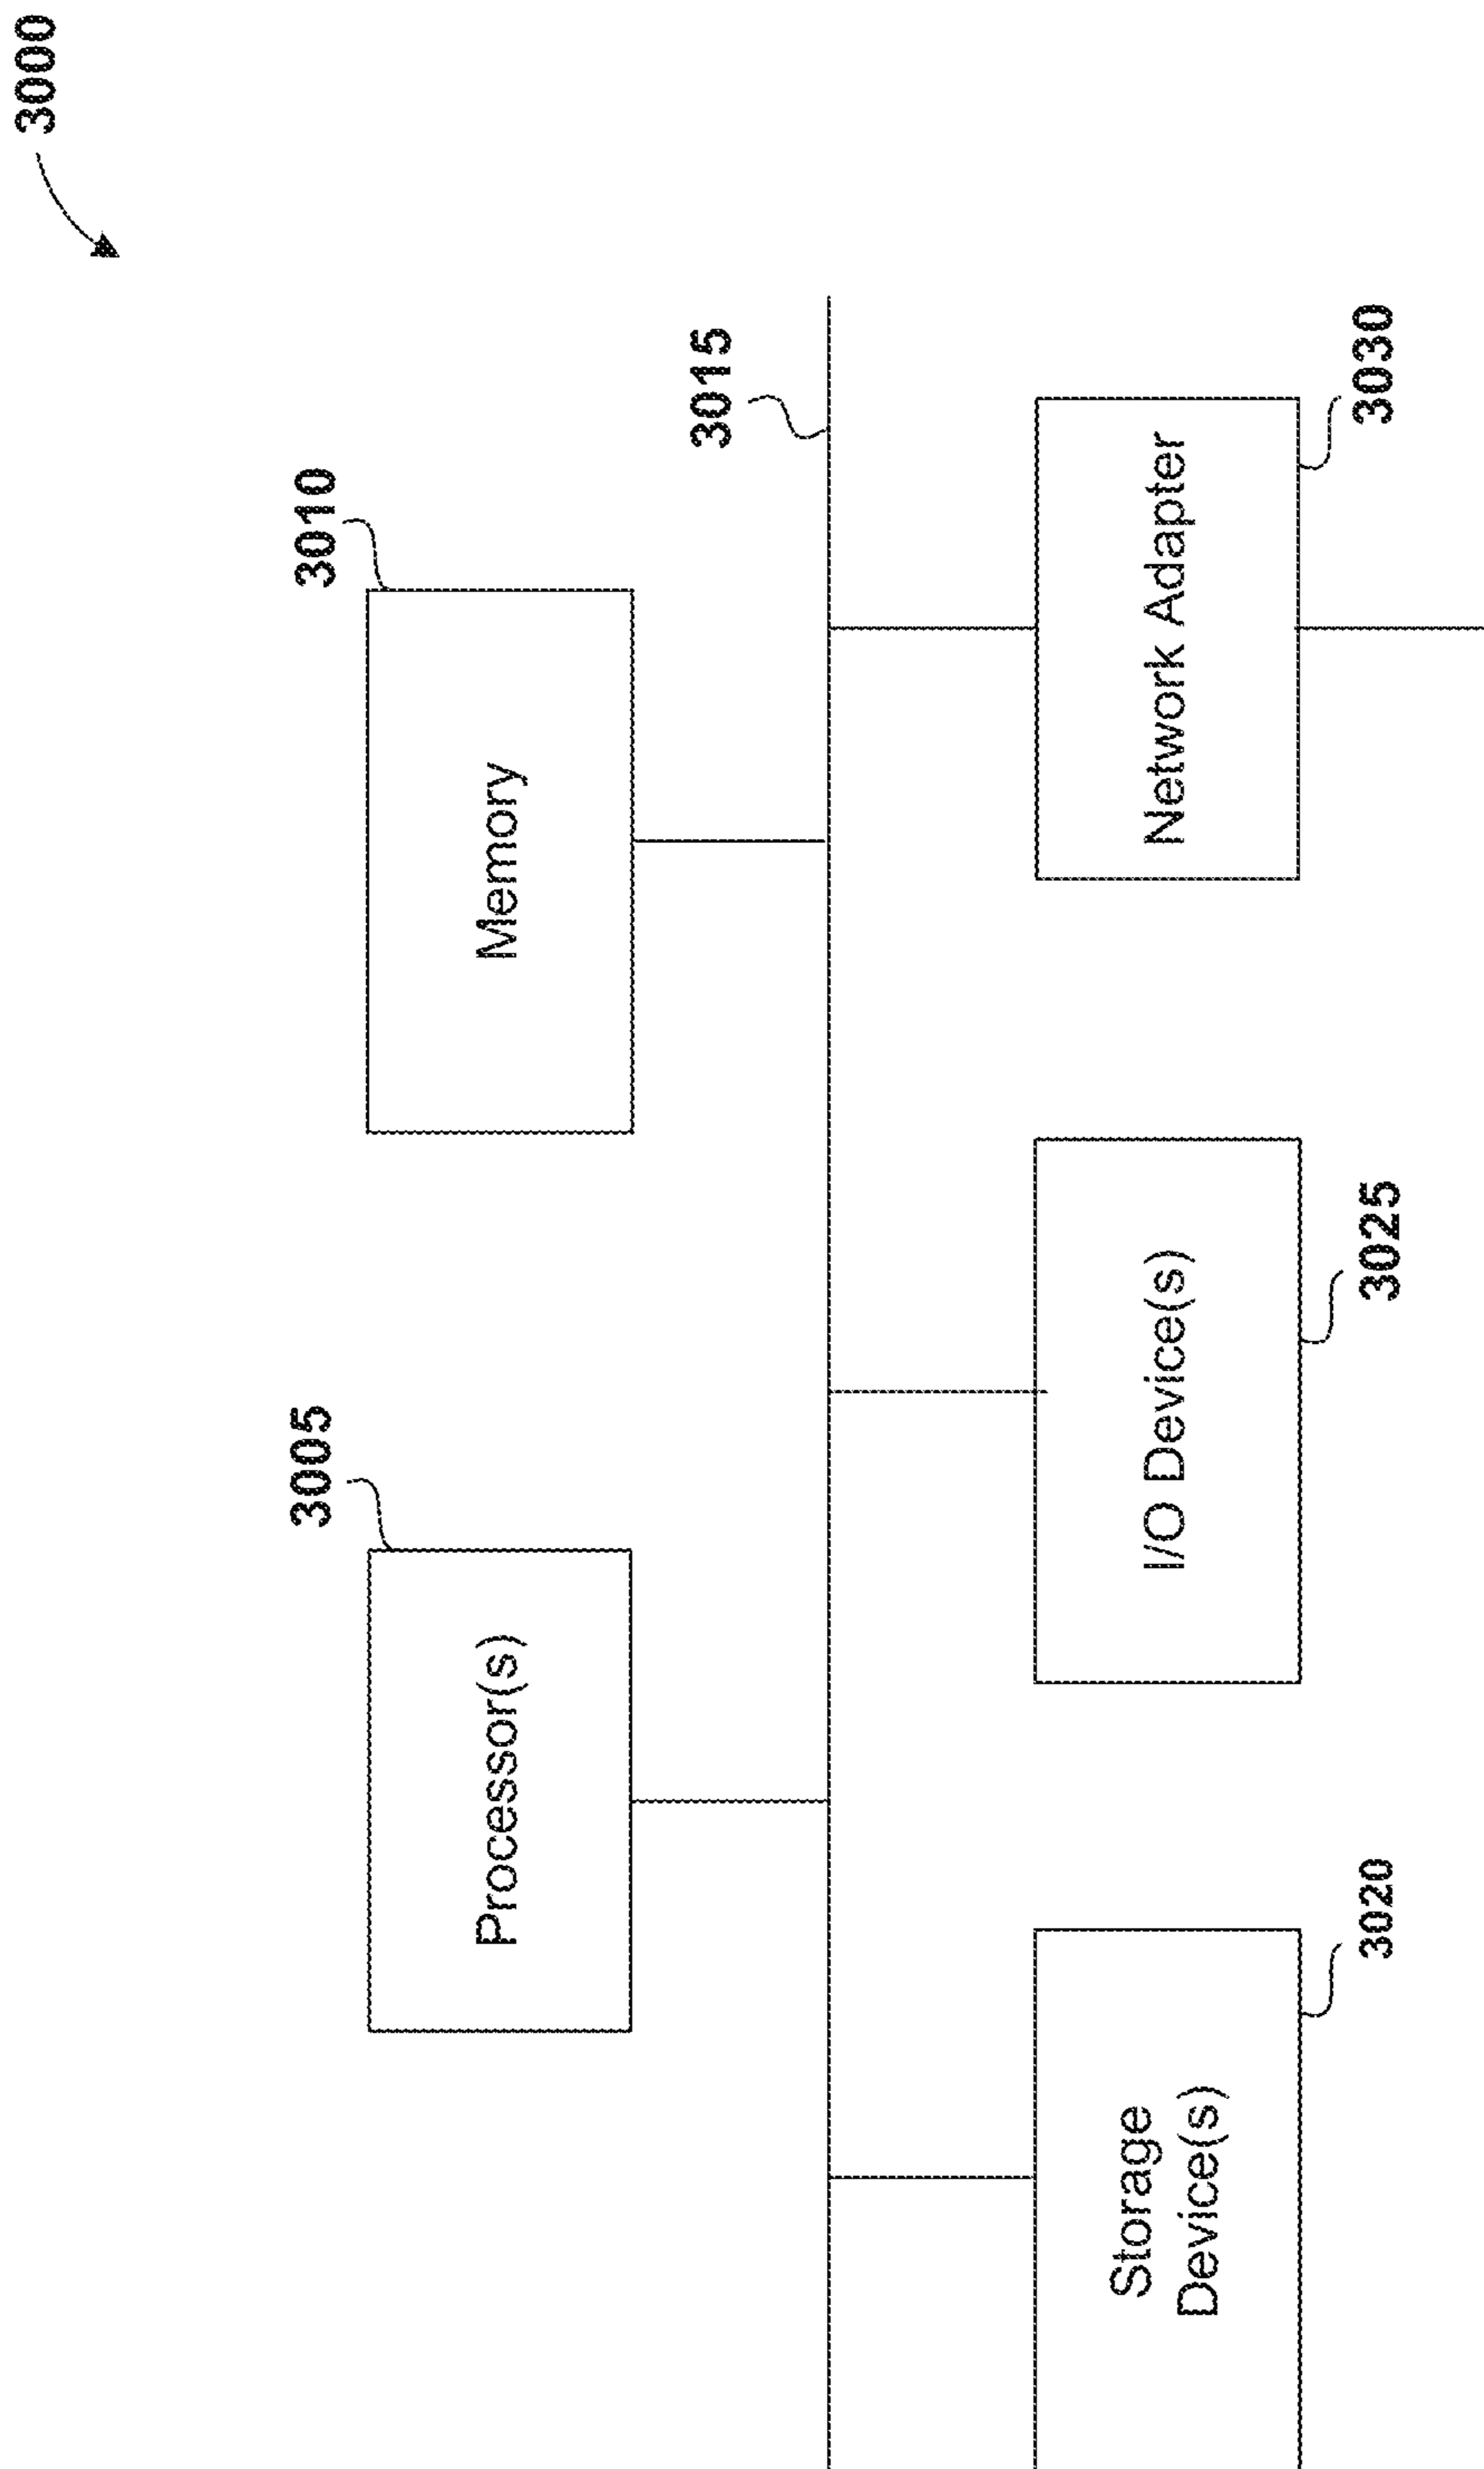 3000
3005
Processor(s)
3010
Memory
3015
Storage
Device(s)
3020
I/O Device(s)
3025
Network Adapter
3030